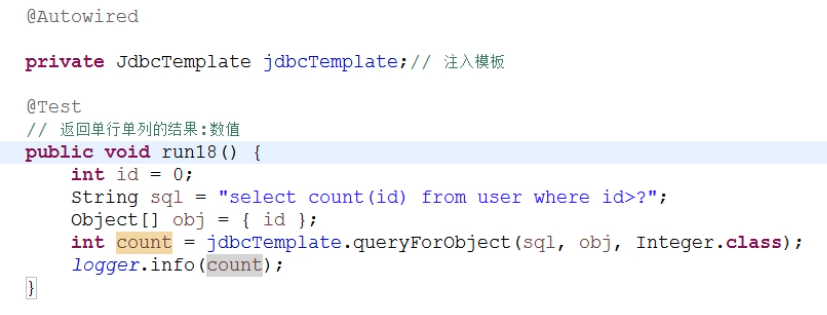 @Autowired
private JdbcTemplate jdbcTemplate;// 注入模板
@Test
// 返回单行单列的结果:数值
public void run18() {
int id = 0;
String sql = "select count(id) from user where id>?";
Object[] obj = { id };
int count = jdbcTemplate.queryForObject(sql, obj, Integer.class);
logger.info(count);
}